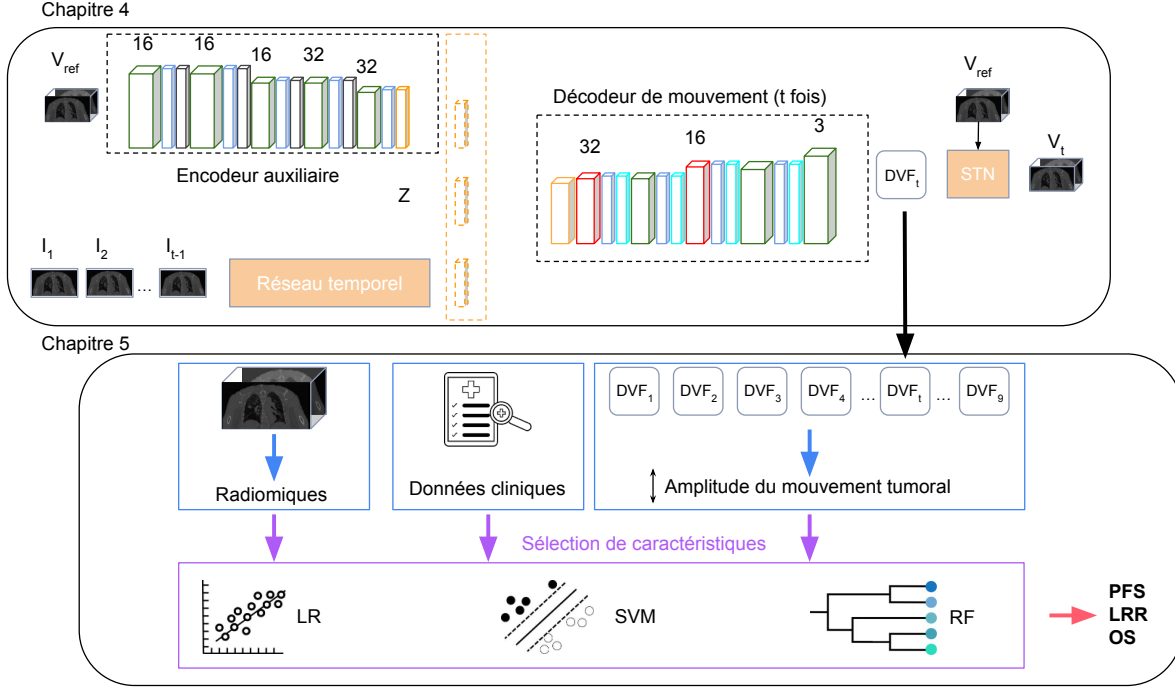 Chapitre 4
16 16 16 32 32
V_ref
Encodeur auxiliaire
Z
I_1 I_2 ... I_t-1
Réseau temporel
Décodeur de mouvement (t fois)
32 16 3
DVF_t
V_ref
STN
V_t
Chapitre 5
Radiomiques
Données cliniques
DVF_1 DVF_2 DVF_3 DVF_4 ... DVF_t ... DVF_9
Amplitude du mouvement tumoral
Sélection de caractéristiques
LR
SVM
RF
PFS
LRR
OS